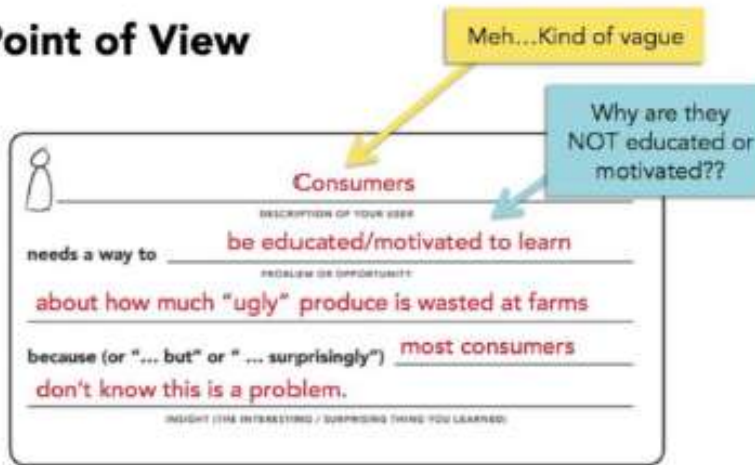 Point of View
Meh...Kind of vague
Why are they
NOT educated or
motivated??
Consumers
DESCRIPTION OF YOUR USER
needs a way to be educated/motivated to learn
PROBLEM OR OPPORTUNITY
about how much "ugly" produce is wasted at farms
because (or "... but" or " ... surprisingly") most consumers
don't know this is a problem.
INSIGHT (THE INTERESTING / SURPRISING THING YOU LEARNED)